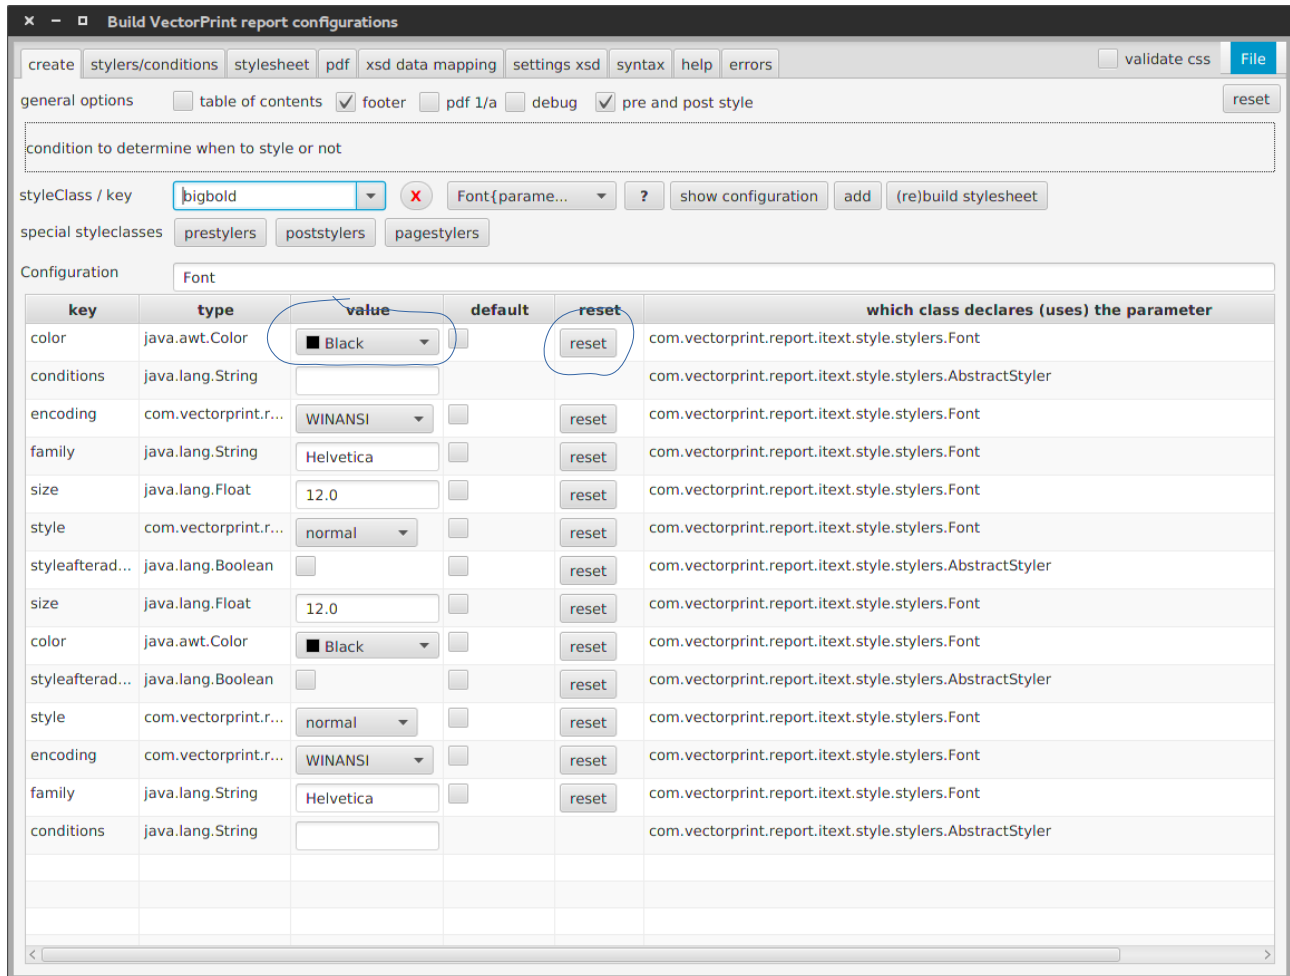 x – Build VectorPrint report configurations
create stylers/conditions stylesheet pdf xsd data mapping settings xsd syntax help errors validate css File
general options table of contents footer pdf 1/a debug pre and post style reset
condition to determine when to style or not
styleClass / key bigbold X Font{parame... ? show configuration add (re)build stylesheet
special styleclasses prestylers poststylers pagestylers
Configuration Font
key type value default reset which class declares (uses) the parameter
color java.awt.Color Black reset com.vectorprint.report.itext.style.stylers.Font
conditions java.lang.String com.vectorprint.report.itext.style.stylers.AbstractStyler
encoding com.vectorprint.r... WINANSI reset com.vectorprint.report.itext.style.stylers.Font
family java.lang.String Helvetica reset com.vectorprint.report.itext.style.stylers.Font
size java.lang.Float 12.0 reset com.vectorprint.report.itext.style.stylers.Font
style com.vectorprint.r... normal reset com.vectorprint.report.itext.style.stylers.Font
styleafterad... java.lang.Boolean reset com.vectorprint.report.itext.style.stylers.AbstractStyler
size java.lang.Float 12.0 reset com.vectorprint.report.itext.style.stylers.Font
color java.awt.Color Black reset com.vectorprint.report.itext.style.stylers.Font
styleafterad... java.lang.Boolean reset com.vectorprint.report.itext.style.stylers.AbstractStyler
style com.vectorprint.r... normal reset com.vectorprint.report.itext.style.stylers.Font
encoding com.vectorprint.r... WINANSI reset com.vectorprint.report.itext.style.stylers.Font
family java.lang.String Helvetica reset com.vectorprint.report.itext.style.stylers.Font
conditions java.lang.String com.vectorprint.report.itext.style.stylers.AbstractStyler